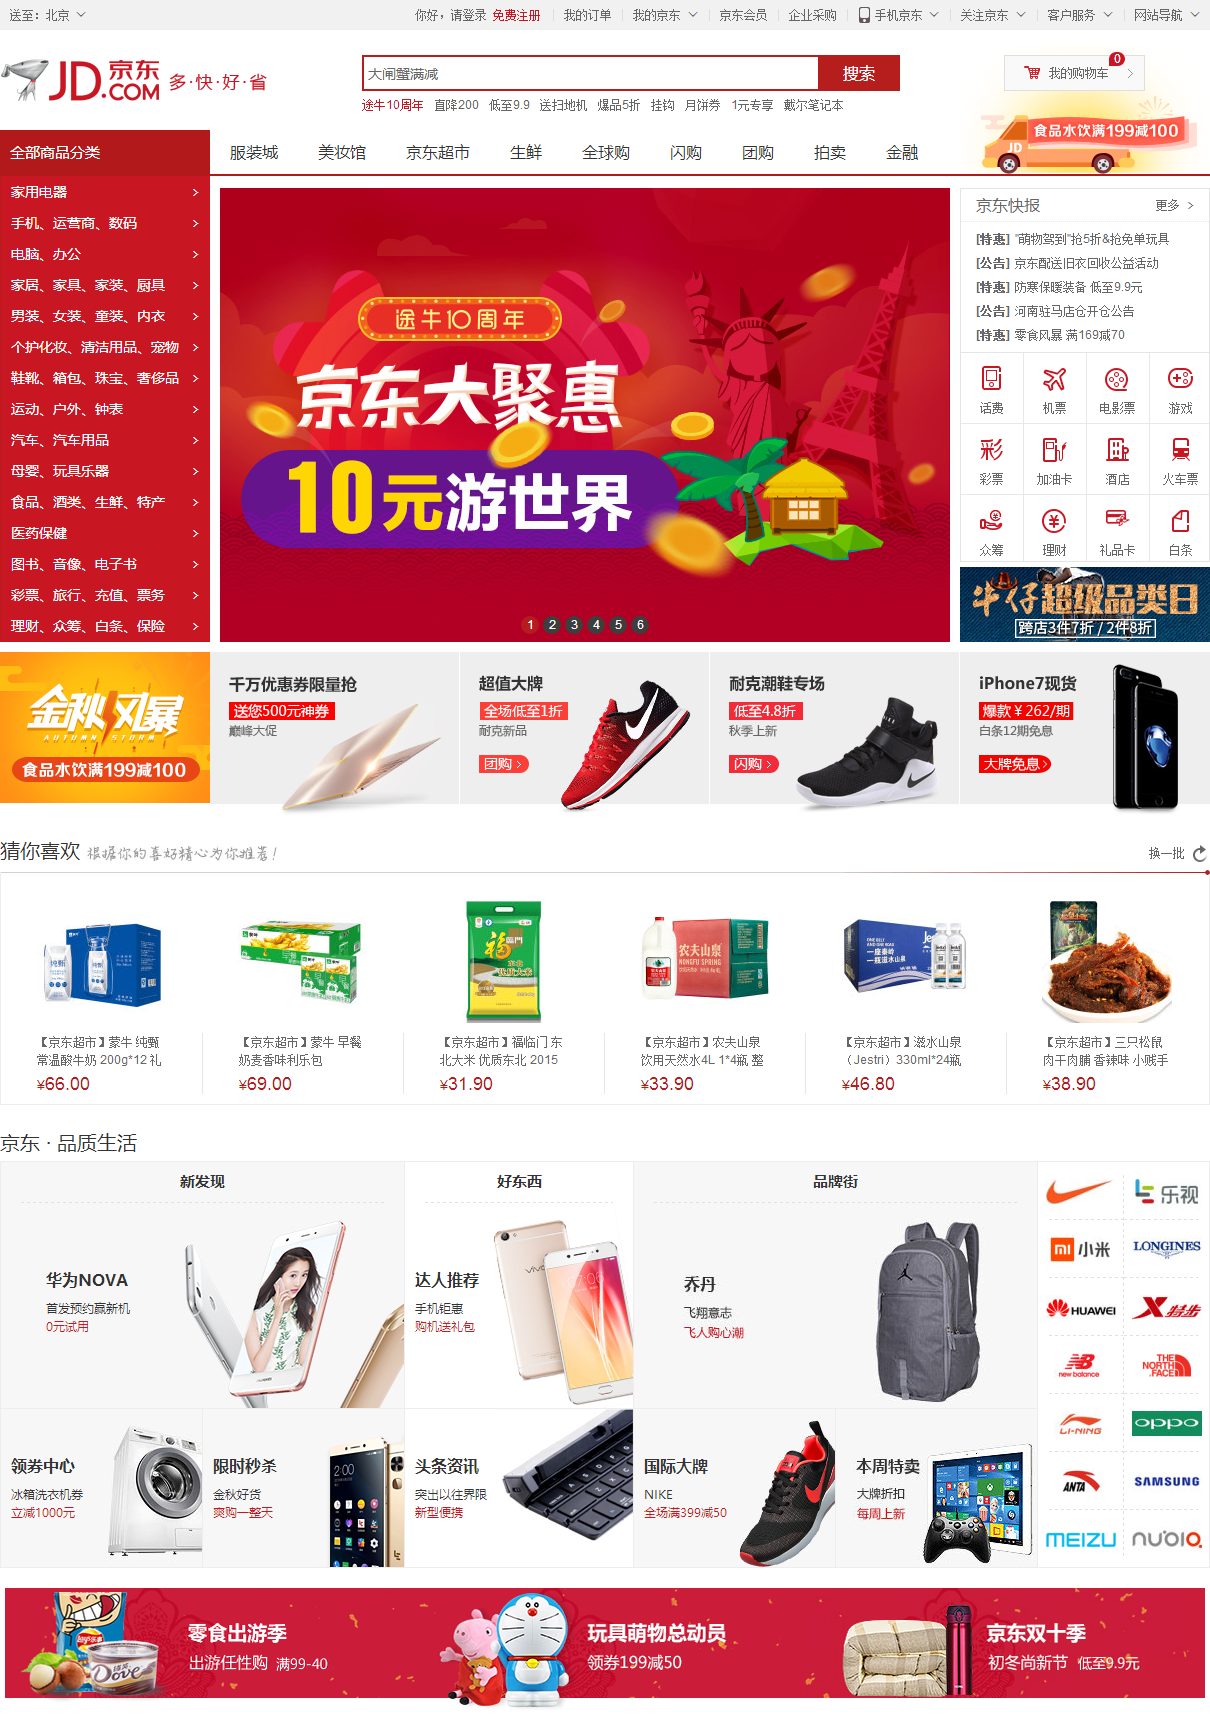 送至：北京
你好，请登录 免费注册 我的订单 我的京东 京东会员 企业采购 手机京东 关注京东 客户服务 网站导航
JD.COM 京东 多·快·好·省
大闸蟹满减 搜索
途牛10周年 直降200 低至9.9 送扫地机 爆品5折 挂钩 月饼券 1元专享 戴尔笔记本
我的购物车 0
食品水饮满199减100
JD
全部商品分类
服装城 美妆馆 京东超市 生鲜 全球购 闪购 团购 拍卖 金融
家用电器
手机、运营商、数码
电脑、办公
家居、家具、家装、厨具
男装、女装、童装、内衣
个护化妆、清洁用品、宠物
鞋靴、箱包、珠宝、奢侈品
运动、户外、钟表
汽车、汽车用品
母婴、玩具乐器
食品、酒类、生鲜、特产
医药保健
图书、音像、电子书
彩票、旅行、充值、票务
理财、众筹、白条、保险
途牛10周年
京东大聚惠
10元游世界
1 2 3 4 5 6
京东快报 更多
[特惠] "萌物驾到"抢5折&抢免单玩具
[公告] 京东配送旧衣回收公益活动
[特惠] 防寒保暖装备 低至9.9元
[公告] 河南驻马店仓开仓公告
[特惠] 零食风暴 满169减70
话费 机票 电影票 游戏
彩
彩票 加油卡 酒店 火车票
众筹 理财 礼品卡 白条
牛仔超级品类日
跨店3件7折 / 2件8折
金秋风暴
AUTUMN STORM
食品水饮满199减100
千万优惠券限量抢
送您500元神券
巅峰大促
超值大牌
全场低至1折
耐克新品
团购
耐克潮鞋专场
低至4.8折
秋季上新
闪购
iPhone7现货
爆款￥262/期
白条12期免息
大牌免息
猜你喜欢 根据你的喜好精心为你推荐！ 换一批
福临門
农夫山泉
NONGFU SPRING
ONE BELT
AND ONE ROAD
一座秦岭
一瓶滋水山泉
【京东超市】蒙牛 纯甄
常温酸牛奶 200g*12 礼
¥66.00
【京东超市】蒙牛 早餐
奶麦香味利乐包
¥69.00
【京东超市】福临门 东
北大米 优质东北 2015
¥31.90
【京东超市】农夫山泉
饮用天然水4L 1*4瓶 整
¥33.90
【京东超市】滋水山泉
（Jestri）330ml*24瓶
¥46.80
【京东超市】三只松鼠
肉干肉脯 香辣味 小贱手
¥38.90
京东 · 品质生活
新发现
华为NOVA
首发预约赢新机
0元试用
HUAWEI
好东西
达人推荐
手机钜惠
购机送礼包
vivo
品牌街
乔丹
飞翔意志
飞人购心潮
乐视
mi 小米 LONGINES
HUAWEI X特步
NB new balance THE NORTH FACE
LI-NING oppo
ANTA SAMSUNG
MEIZU nubia
领券中心
冰箱洗衣机券
立减1000元
限时秒杀
金秋好货
爽购一整天
2:00
头条资讯
突出以往界限
新型便携
国际大牌
NIKE
全场满399减50
本周特卖
大牌折扣
每周上新
Dove
零食出游季
出游任性购 满99-40
玩具萌物总动员
领券199减50
京东双十季
初冬尚新节 低至9.9元